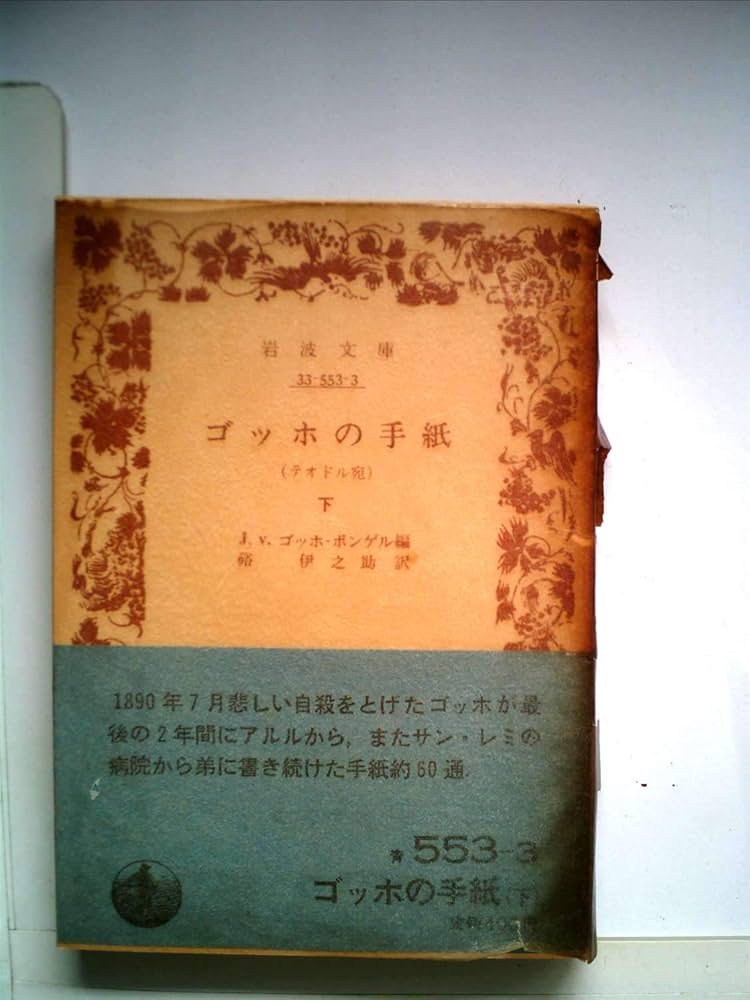 岩波文庫
33-553-3
ゴッホの手紙
(テオドル宛)
下
J. v. ゴッホ・ボンゲル編
硲 伊之助 訳
1890年7月悲しい自殺をとげたゴッホが最
後の2年間にアルルから，またサン・レミの
病院から弟に書き続けた手紙約60通.
青 553-3
ゴッホの手紙(下)